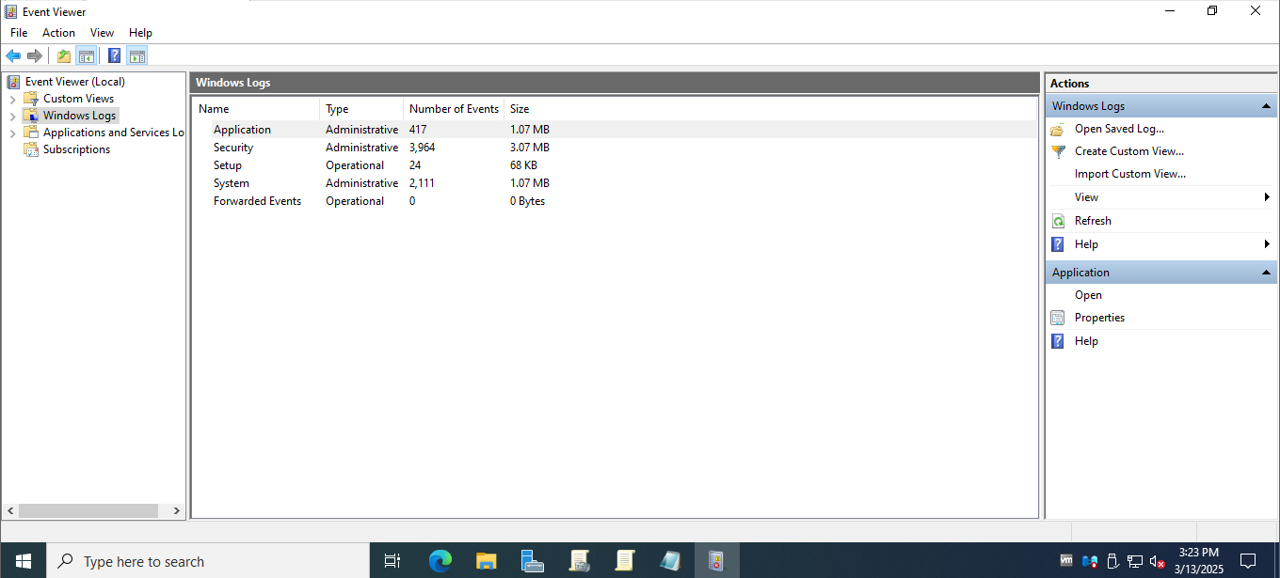 Event Viewer
File Action View Help
Event Viewer (Local)
Custom Views
Windows Logs
Applications and Services Lo
Subscriptions
Windows Logs
Name Type Number of Events Size
Application Administrative 417 1.07 MB
Security Administrative 3,964 3.07 MB
Setup Operational 24 68 KB
System Administrative 2,111 1.07 MB
Forwarded Events Operational 0 0 Bytes
Actions
Windows Logs
Open Saved Log...
Create Custom View...
Import Custom View...
View
Refresh
Help
Application
Open
Properties
Help
Type here to search
vm
3:23 PM
3/13/2025